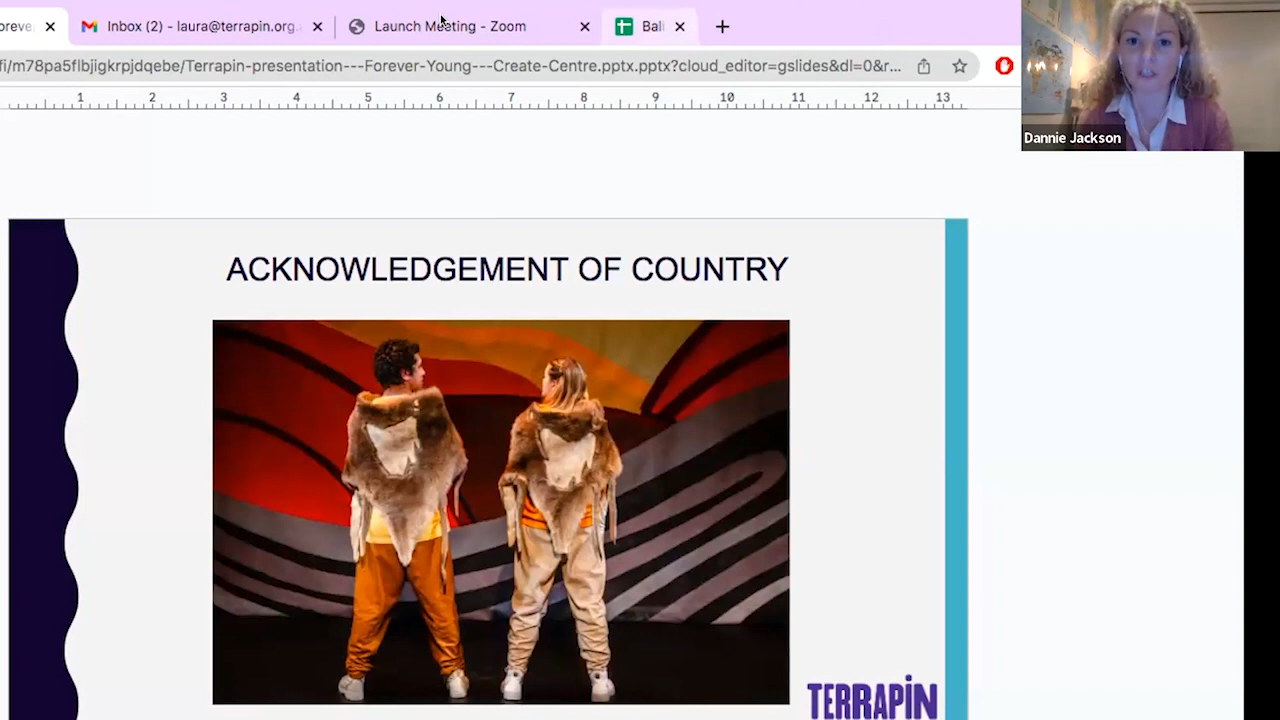 Inbox (2) - laura@terrapin.org.
Launch Meeting - Zoom
Bali
fi/m78pa5flbjigkrpjdqebe/Terrapin-presentation---Forever-Young---Create-Centre.pptx.pptx?cloud_editor=gslides&dl=0&r...
1 2 3 4 5 6 7 8 9 10 11 12 13
Dannie Jackson
ACKNOWLEDGEMENT OF COUNTRY
TERRAPIN